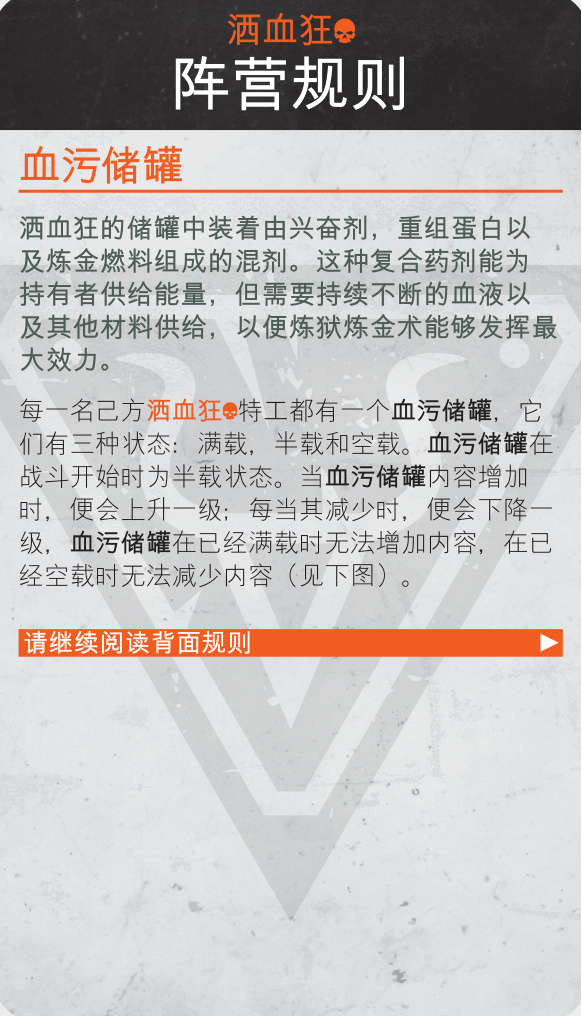 洒血狂
阵营规则
血污储罐
洒血狂的储罐中装着由兴奋剂，重组蛋白以
及炼金燃料组成的混剂。这种复合药剂能为
持有者供给能量，但需要持续不断的血液以
及其他材料供给，以便炼狱炼金术能够发挥最
大效力。
每一名己方洒血狂特工都有一个血污储罐，它
们有三种状态：满载，半载和空载。血污储罐在
战斗开始时为半载状态。当血污储罐内容增加
时，便会上升一级；每当其减少时，便会下降一
级，血污储罐在已经满载时无法增加内容，在已
经空载时无法减少内容（见下图）。
请继续阅读背面规则